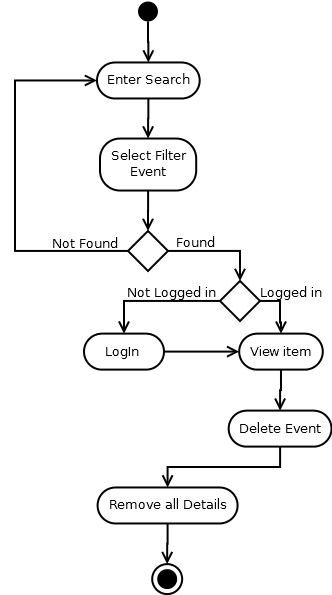 Enter Search
Select Filter
Event
Not Found
Found
Not Logged in
Logged in
LogIn
View item
Delete Event
Remove all Details